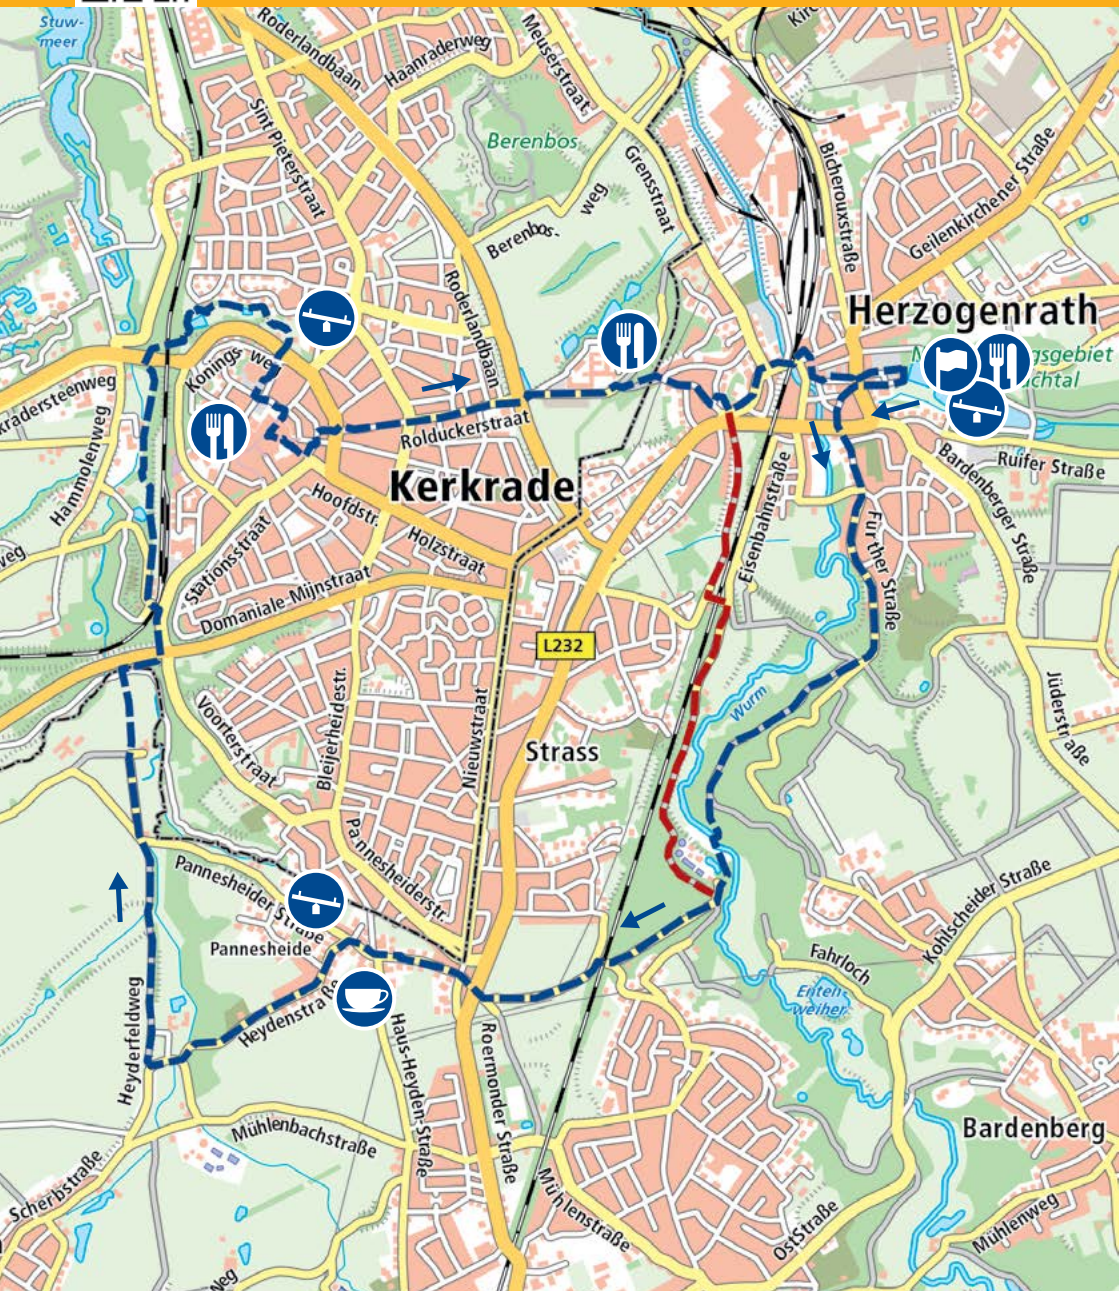 Stuw-
meer
Roderlandbaan
Haanraderweg
Meuserstraat
Sint Pieterstraat
Berenbos
Grensstraat
Berenbos-
weg
Bicherouxstraße
Geilenkirchener Straße
Roderlandbaan
Herzogenrath
Konings
Hammolenweg
Rolduckerstraat
Kerkrade
Hoofdstr.
Holzstraat
Stationsstraat
Domaniale-Mijnstraat
Eisenbahnstraße
Further Straße
Bardenberger Straße
Ruifer Straße
L232
Wurm
Voorterstraat
Bleijerheidestr.
Nieuwstraat
Strass
Jüderstraße
Pannesheiderstr.
Pannesheider Straße
Pannesheide
Heyderfeldweg
Heydenstraße
Haus-Heyden-Straße
Roermonder Straße
Fahrloch
Kohlscheider Straße
Enten-
weiher
Bardenberg
Mühlenbachstraße
Scherbstraße
Mühlenstraße
OstStraße
Mühlenweg